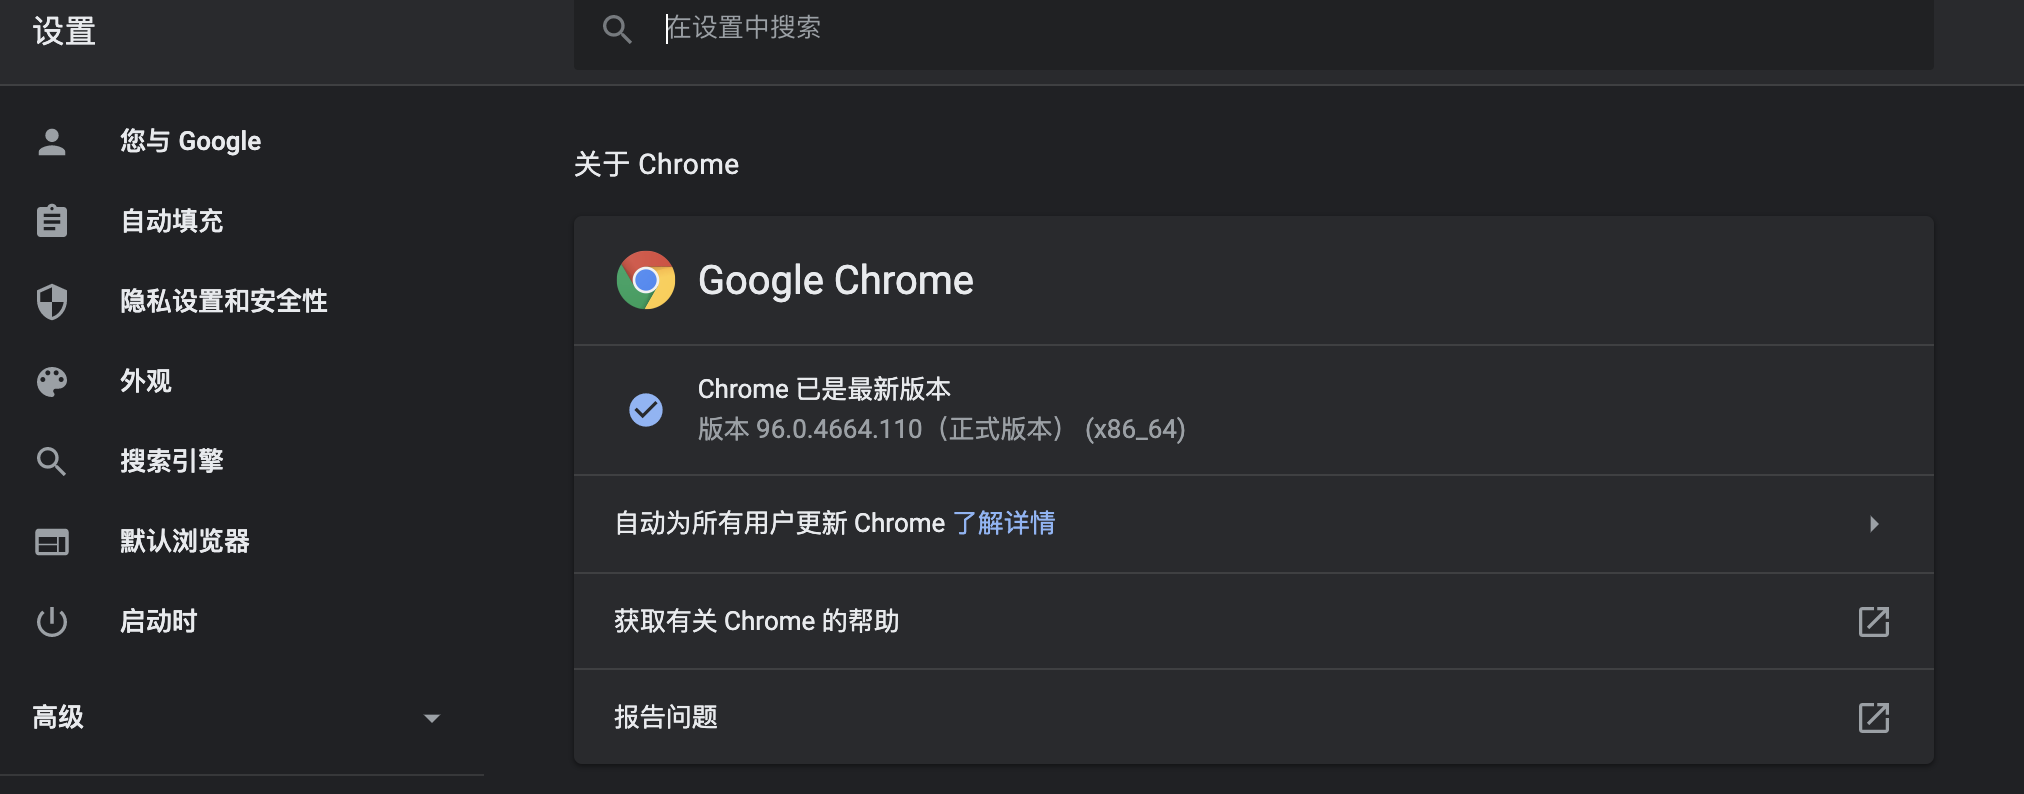 设置
在设置中搜索
您与 Google
自动填充
隐私设置和安全性
外观
搜索引擎
默认浏览器
启动时
高级
关于 Chrome
Google Chrome
Chrome 已是最新版本
版本 96.0.4664.110（正式版本） (x86_64)
自动为所有用户更新 Chrome 了解详情
获取有关 Chrome 的帮助
报告问题